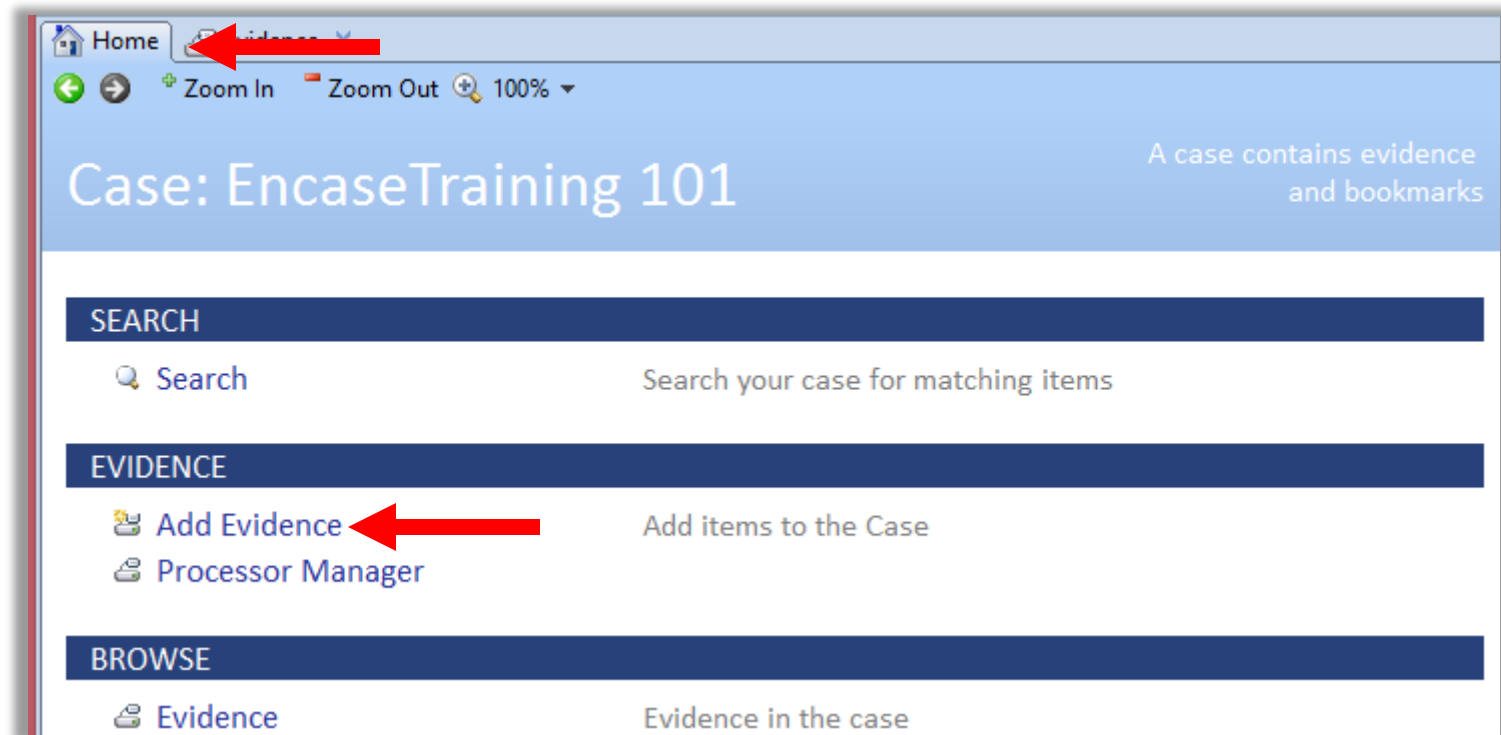 Home
Zoom In Zoom Out 100%
Case: EncaseTraining 101
A case contains evidence
and bookmarks
SEARCH
Search Search your case for matching items
EVIDENCE
Add Evidence Add items to the Case
Processor Manager
BROWSE
Evidence Evidence in the case